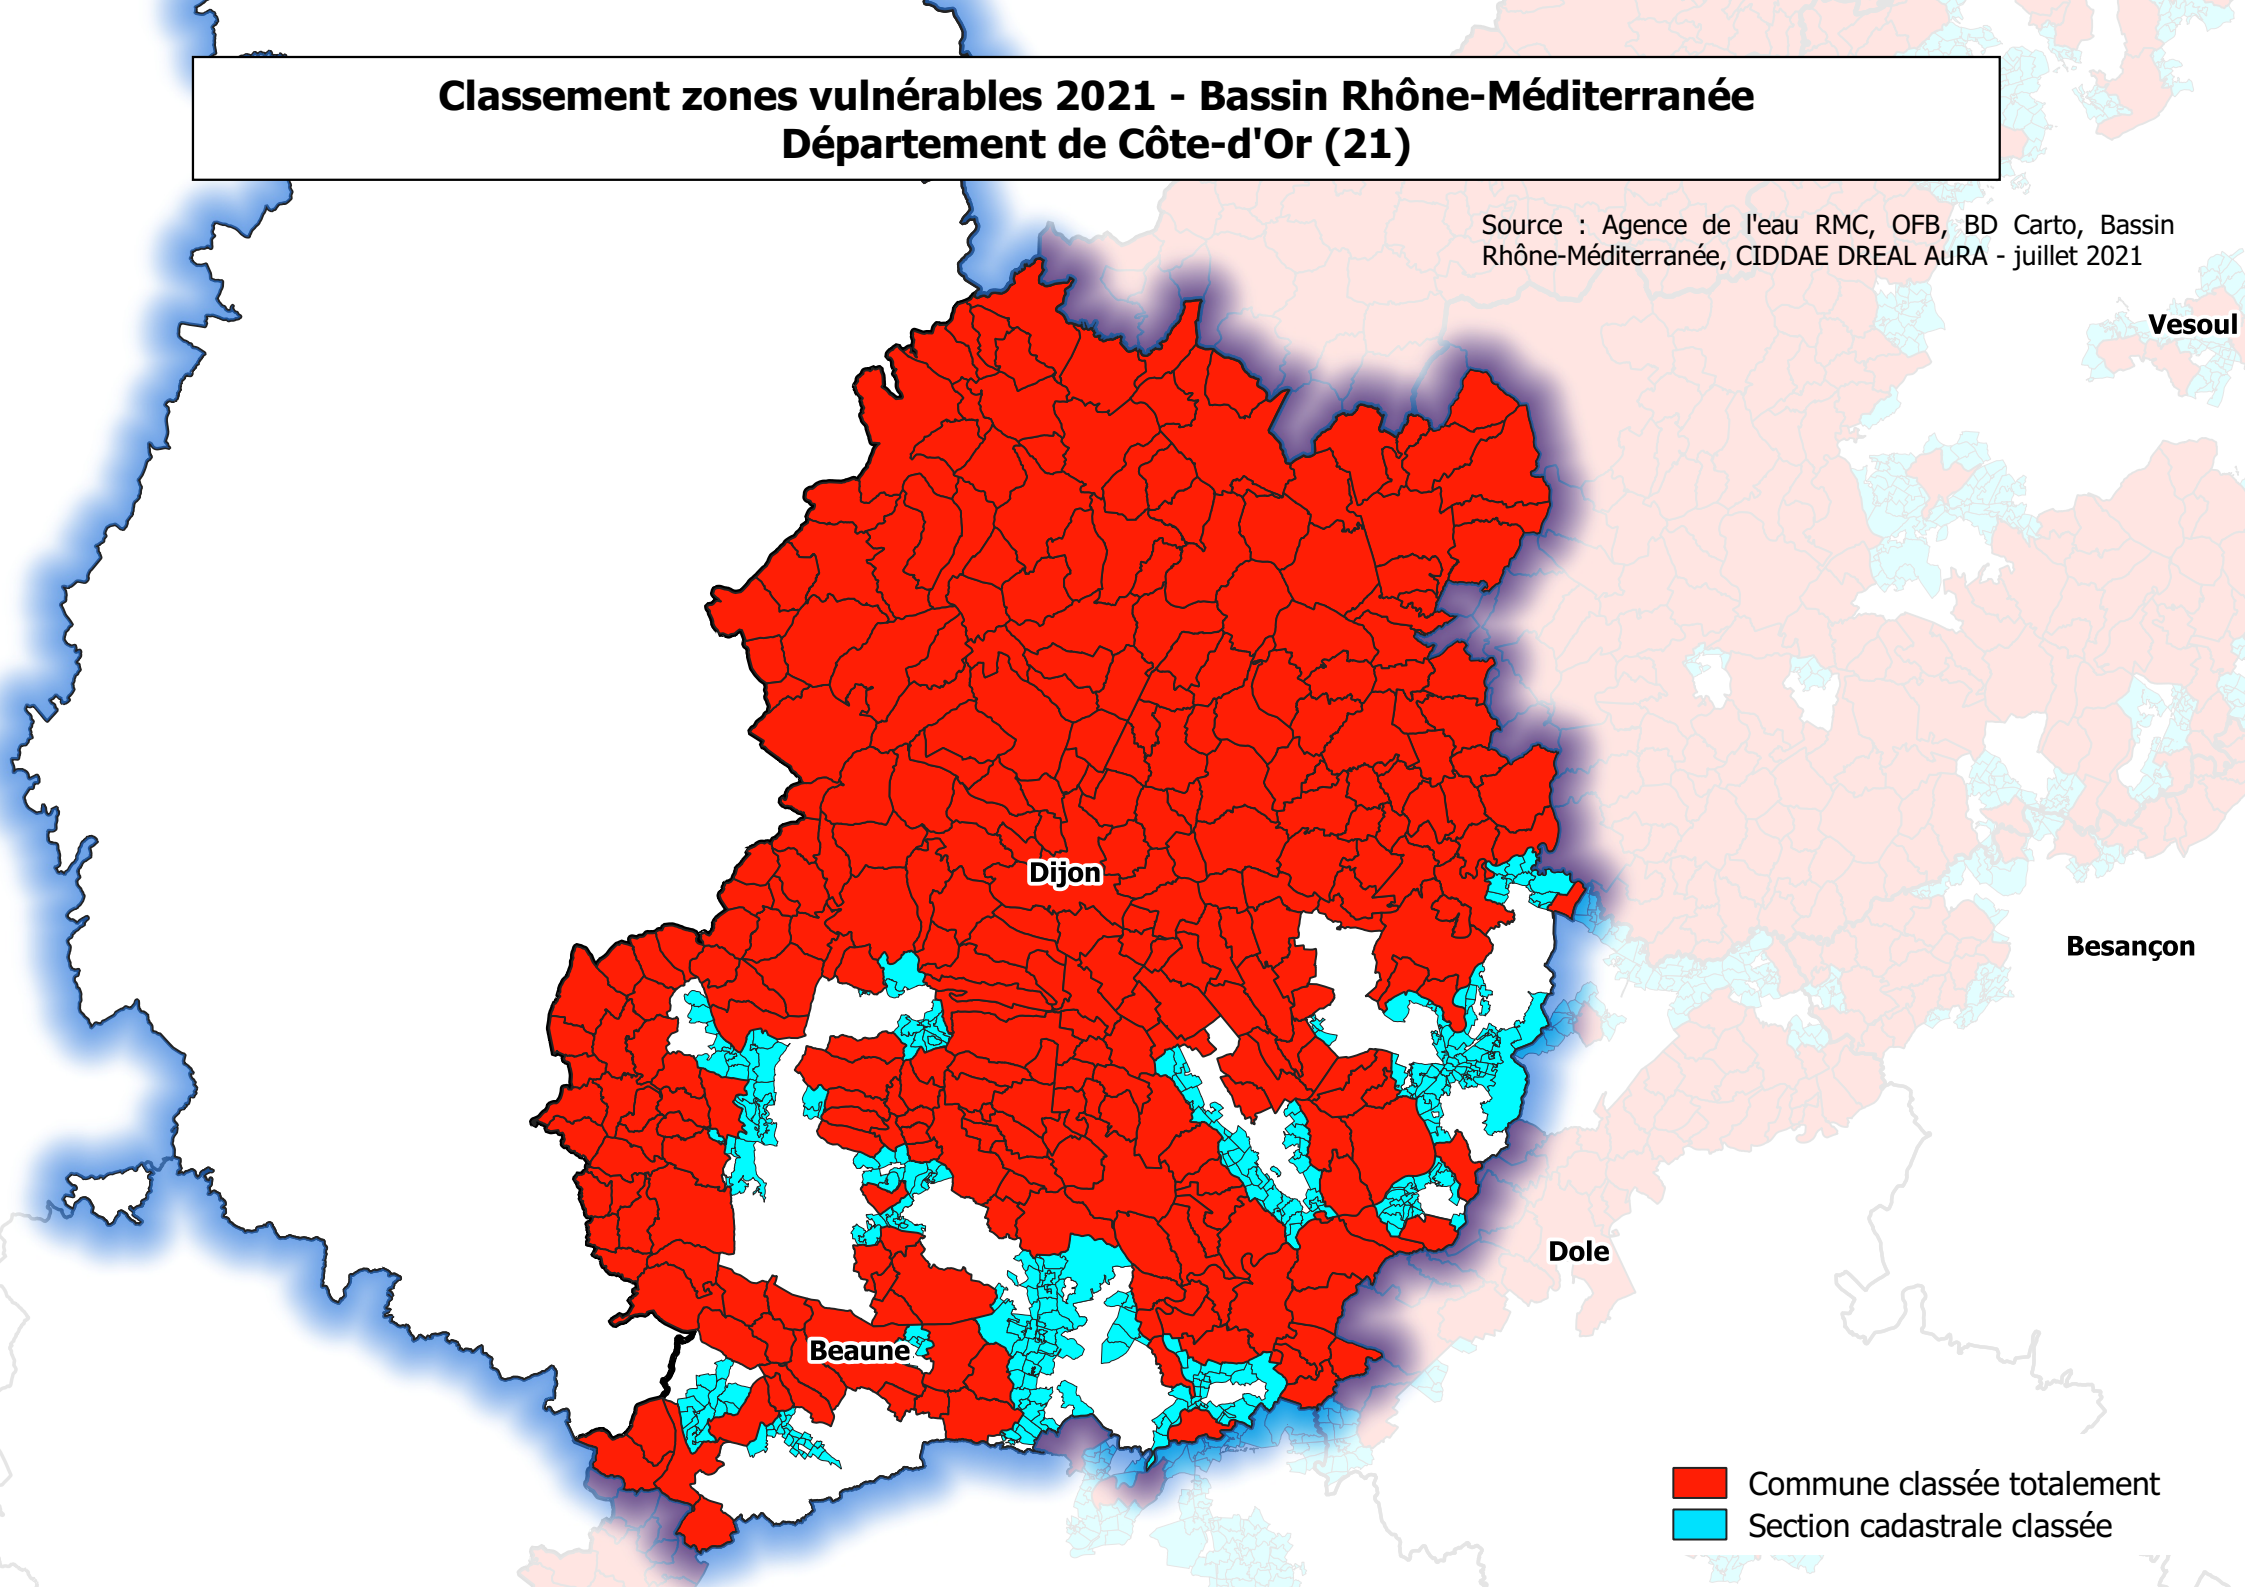 Classement zones vulnérables 2021 - Bassin Rhône-Méditerranée
Département de Côte-d'Or (21)
Source : Agence de l'eau RMC, OFB, BD Carto, Bassin
Rhône-Méditerranée, CIDDAE DREAL AuRA - juillet 2021
Vesoul
Dijon
Besançon
Dole
Beaune
Commune classée totalement
Section cadastrale classée